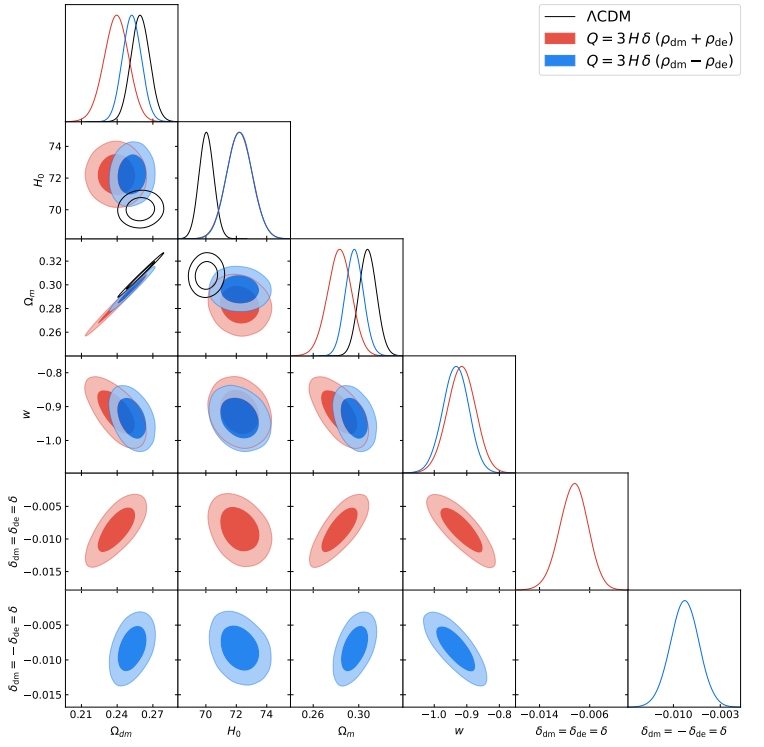 ΛCDM
Q = 3 H δ (ρdm + ρde)
Q = 3 H δ (ρdm − ρde)
74
72
70
H0
0.32
0.30
0.28
0.26
Ωm
−0.8
−0.9
−1.0
w
−0.005
−0.010
−0.015
δdm = δde = δ
−0.005
−0.010
−0.015
δdm = − δde = δ
0.21 0.24 0.27 70 72 74 0.26 0.30 −1.0 −0.9 −0.8 −0.014 −0.006 −0.010 −0.003
Ωdm H0 Ωm w δdm = δde = δ δdm = − δde = δ